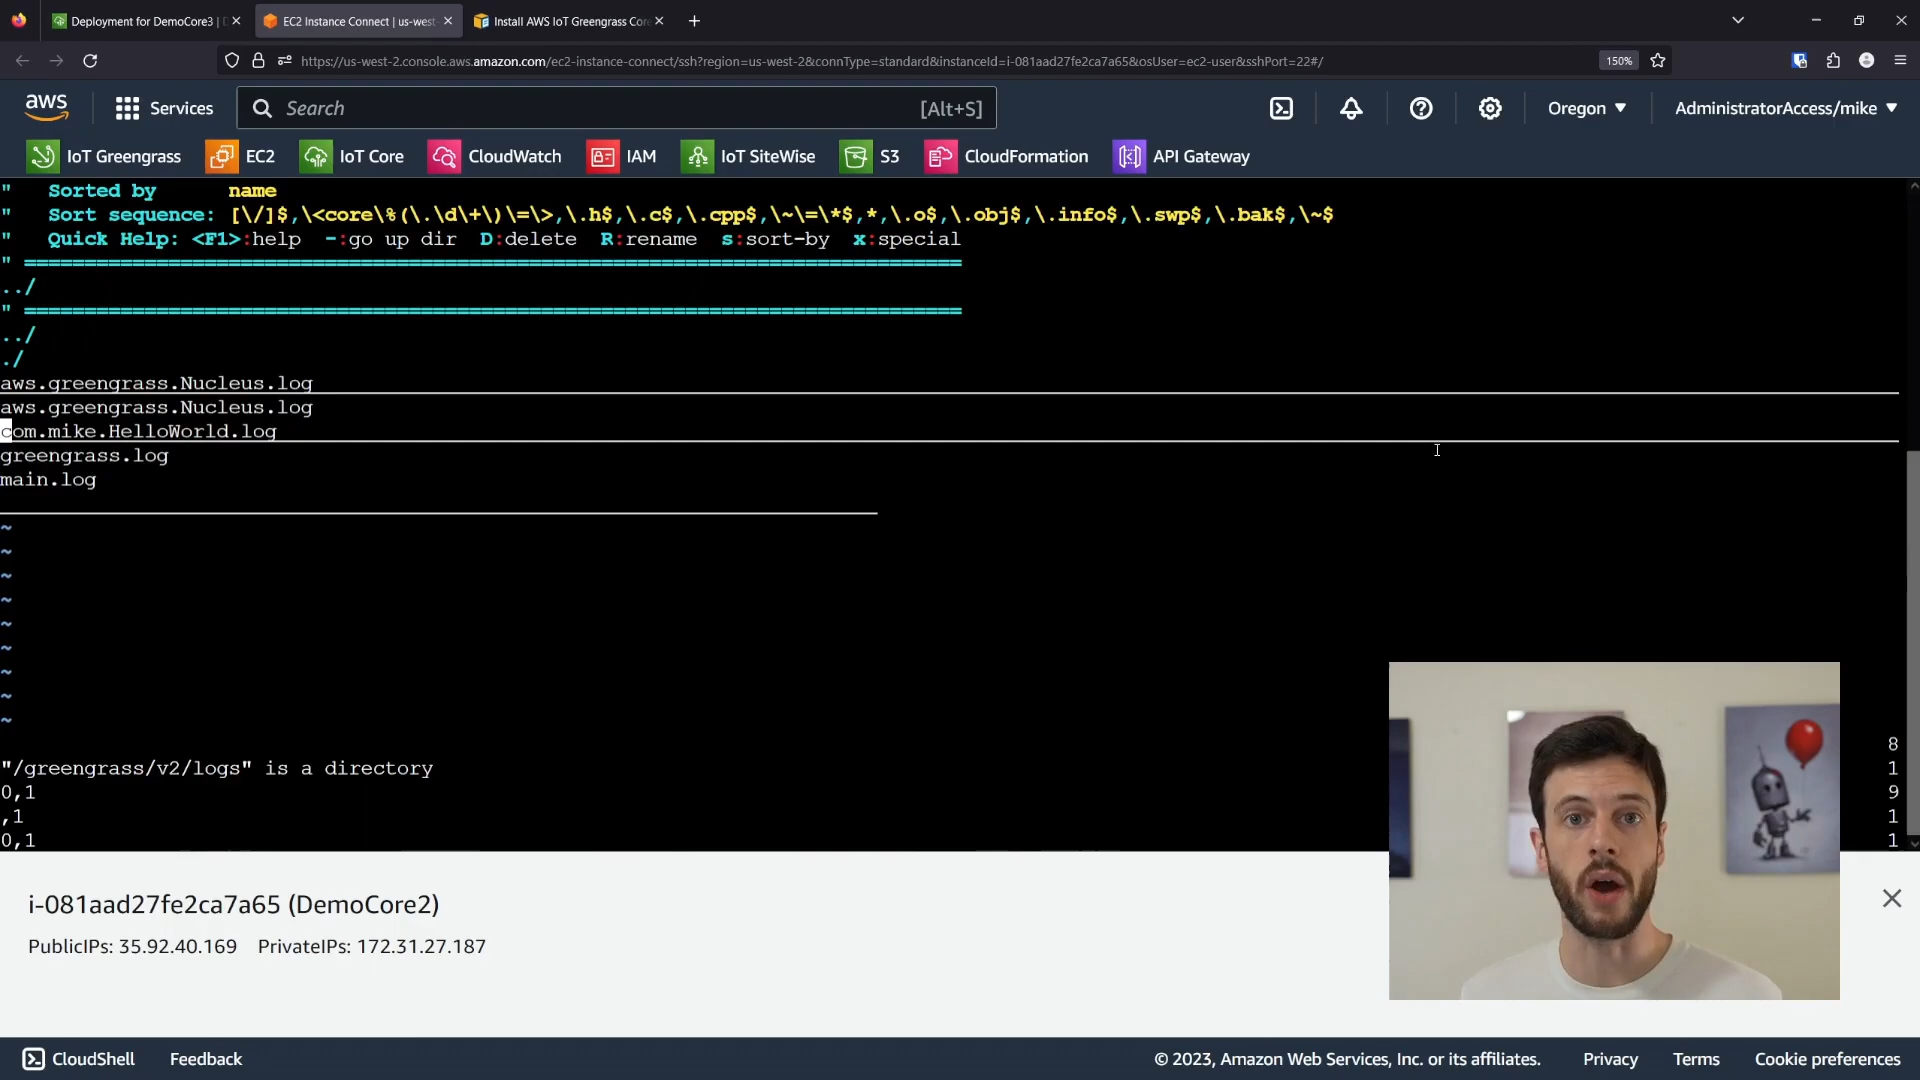 Deployment for DemoCore3 | D
EC2 Instance Connect | us-west-
Install AWS IoT Greengrass Core
https://us-west-2.console.aws.amazon.com/ec2-instance-connect/ssh?region=us-west-2&connType=standard&instanceId=i-081aad27fe2ca7a65&osUser=ec2-user&sshPort=22#/
150%
aws
Services
Search
[Alt+S]
Oregon
AdministratorAccess/mike
IoT Greengrass
EC2
IoT Core
CloudWatch
IAM
IoT SiteWise
S3
CloudFormation
API Gateway
"   Sorted by      name
"   Sort sequence: [\/]$,\<core\%(\.\d\+\)\=\>,\.h$,\.c$,\.cpp$,\~\=\*$,*,\.o$,\.obj$,\.info$,\.swp$,\.bak$,\~$
"   Quick Help: <F1>:help  -:go up dir  D:delete  R:rename  s:sort-by  x:special
" ==============================================================================
../
" ==============================================================================
../
./
aws.greengrass.Nucleus.log
aws.greengrass.Nucleus.log
com.mike.HelloWorld.log
greengrass.log
main.log
~
~
~
~
~
~
~
~
~
8
"/greengrass/v2/logs" is a directory
1
0,1
9
,1
1
0,1
1
i-081aad27fe2ca7a65 (DemoCore2)
PublicIPs: 35.92.40.169 PrivateIPs: 172.31.27.187
CloudShell
Feedback
© 2023, Amazon Web Services, Inc. or its affiliates.
Privacy
Terms
Cookie preferences